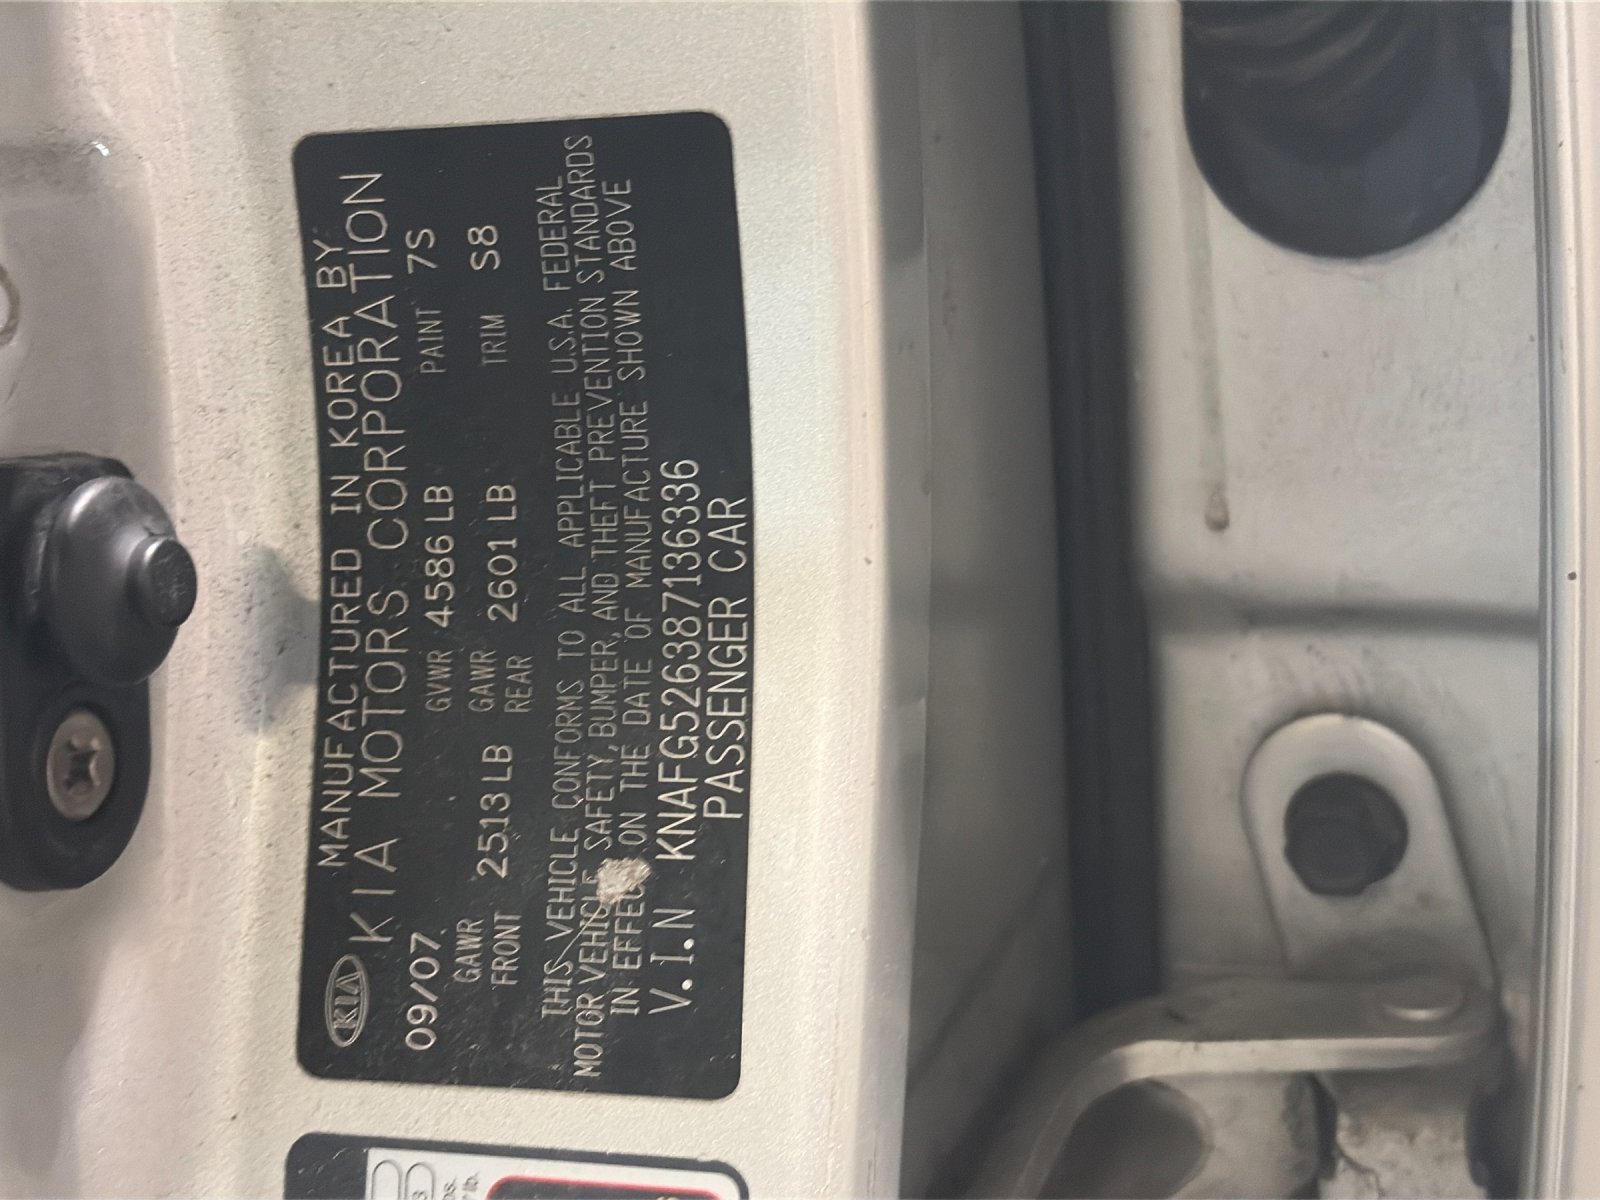 MANUFACTURED IN KOREA BY:
KIA KIA MOTORS CORPORATION
09/07 GVWR 4586 LB PAINT 7S
GAWR FRONT 2513 LB GAWR REAR 2601 LB TRIM S8
THIS VEHICLE CONFORMS TO ALL APPLICABLE U.S.A. FEDERAL
MOTOR VEHICLE SAFETY, BUMPER, AND THEFT PREVENTION STANDARDS
IN EFFECT ON THE DATE OF MANUFACTURE SHOWN ABOVE
V.I.N KNAFG526387136336
PASSENGER CAR